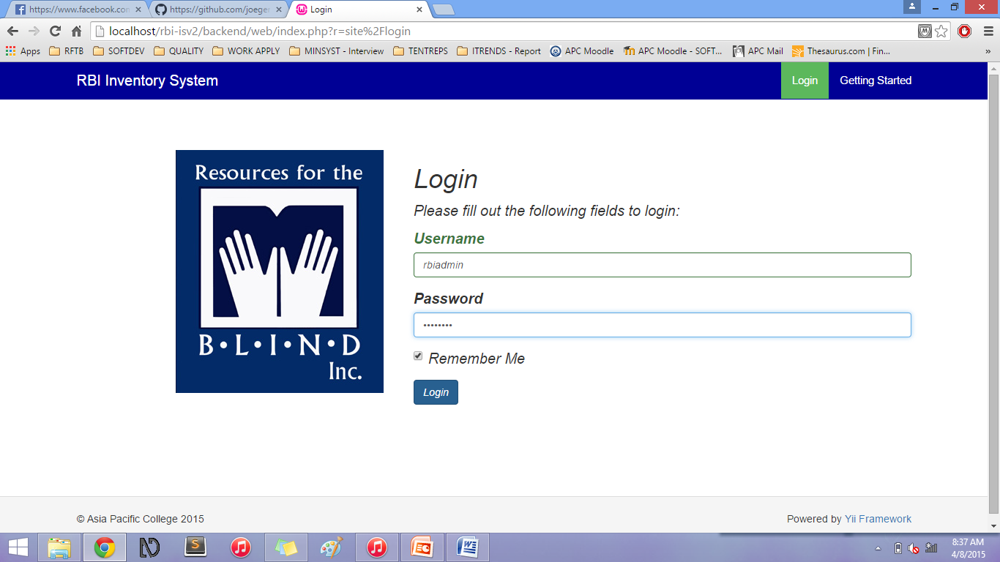 https://www.facebook.com
https://github.com/joeger
Login
localhost/rbi-isv2/backend/web/index.php?r=site%2Flogin
Apps RFTB SOFTDEV QUALITY WORK APPLY MINSYST - Interview TENTREPS ITRENDS - Report APC Moodle APC Moodle - SOFT... APC Mail Thesaurus.com | Fin... »
RBI Inventory System
Login
Getting Started
Resources for the
B•L•I•N•D
Inc.
Login
Please fill out the following fields to login:
Username
rbiadmin
Password
••••••••
Remember Me
Login
© Asia Pacific College 2015
Powered by Yii Framework
8:37 AM
4/8/2015